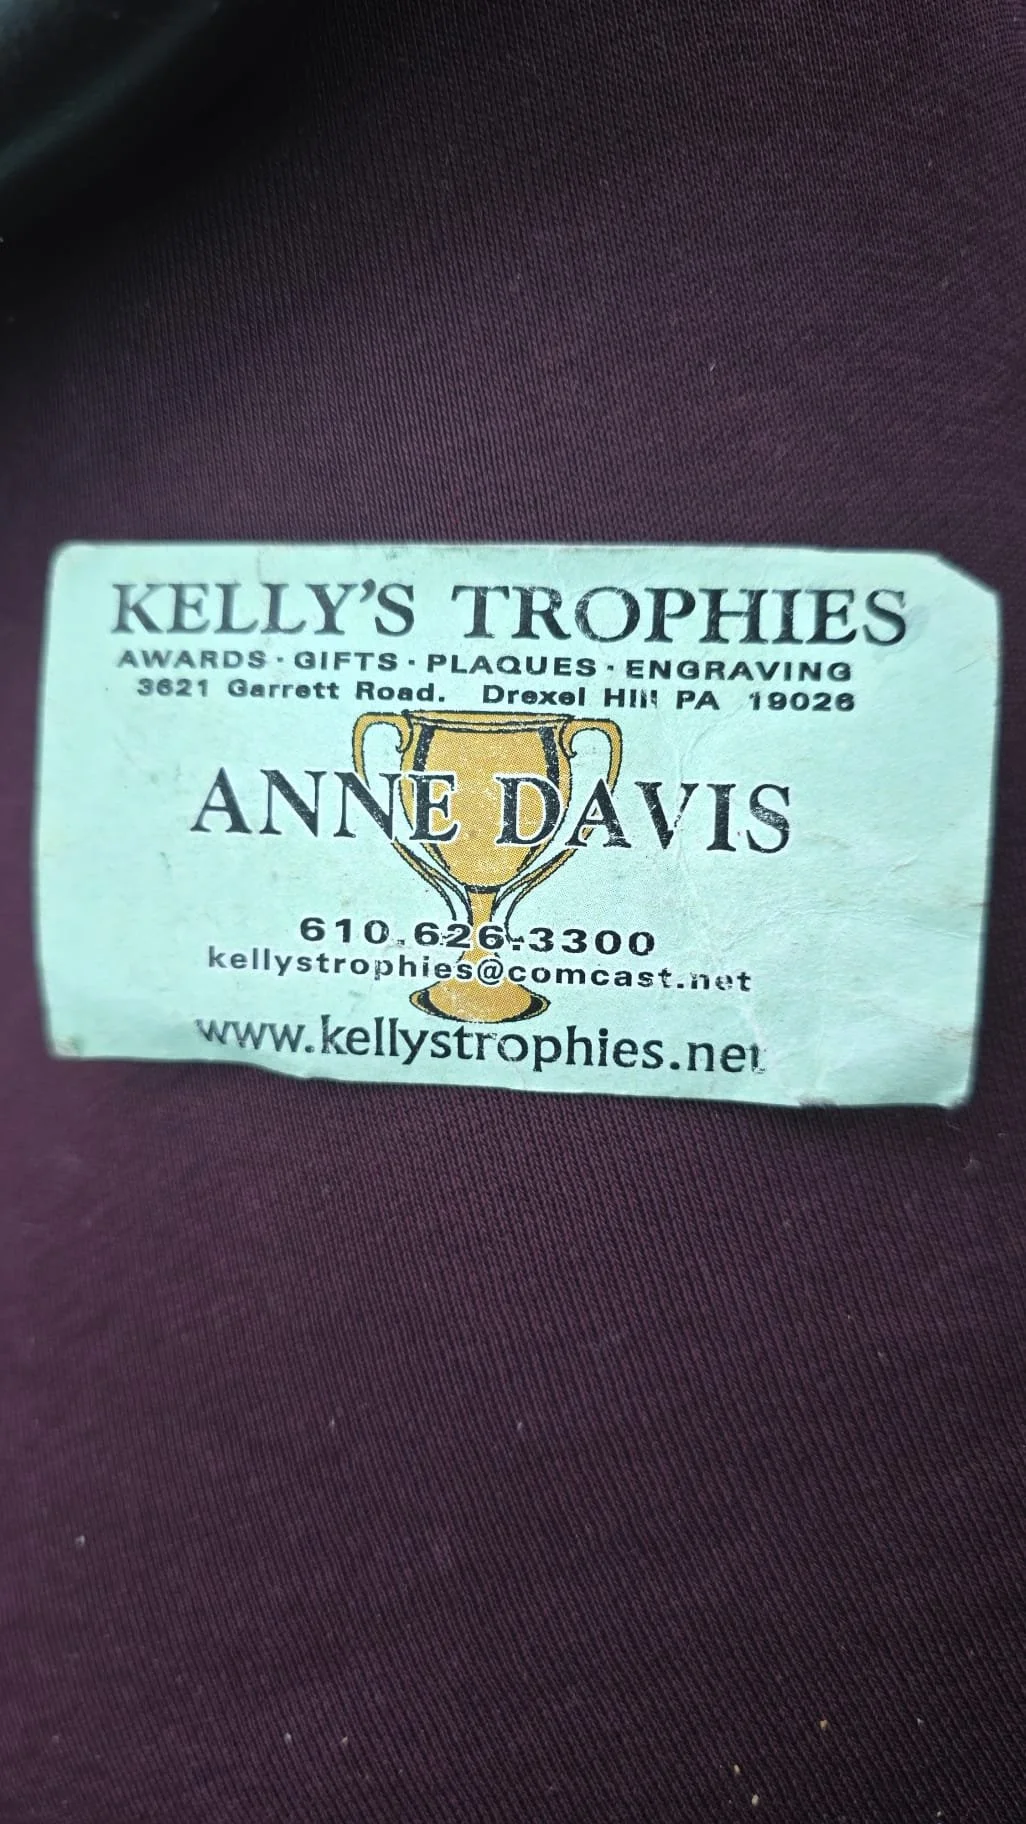 KELLY'S TROPHIES
AWARDS · GIFTS · PLAQUES · ENGRAVING
3621 Garrett Road. Drexel Hill PA 19026
ANNE DAVIS
610.626.3300
kellystrophies@comcast.net
www.kellystrophies.net